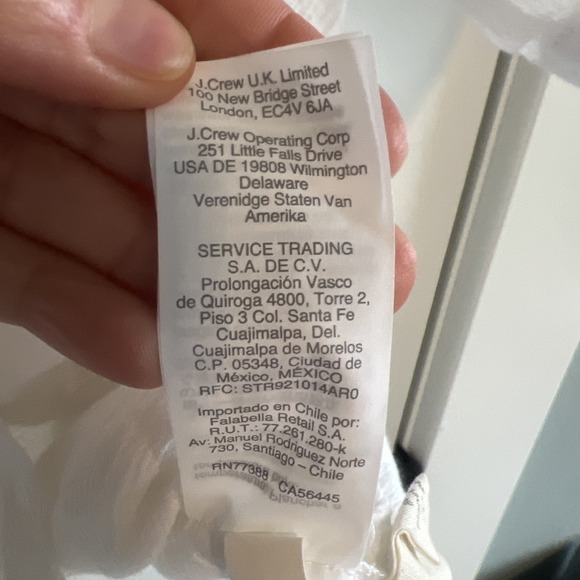 J.Crew U.K. Limited
100 New Bridge Street
London, EC4V 6JA
J.Crew Operating Corp
251 Little Falls Drive
USA DE 19808 Wilmington
Delaware
Verenidge Staten Van
Amerika
SERVICE TRADING
S.A. DE C.V.
Prolongación Vasco
de Quiroga 4800, Torre 2,
Piso 3 Col. Santa Fe
Cuajimalpa, Del.
Cuajimalpa de Morelos
C.P. 05348, Ciudad de
México, MÉXICO
RFC: STR921014AR0
Importado en Chile por:
Falabella Retail S.A.
R.U.T.: 77.261.280-k
Av: Manuel Rodriguez Norte
730, Santiago – Chile
RN77388 CA56445